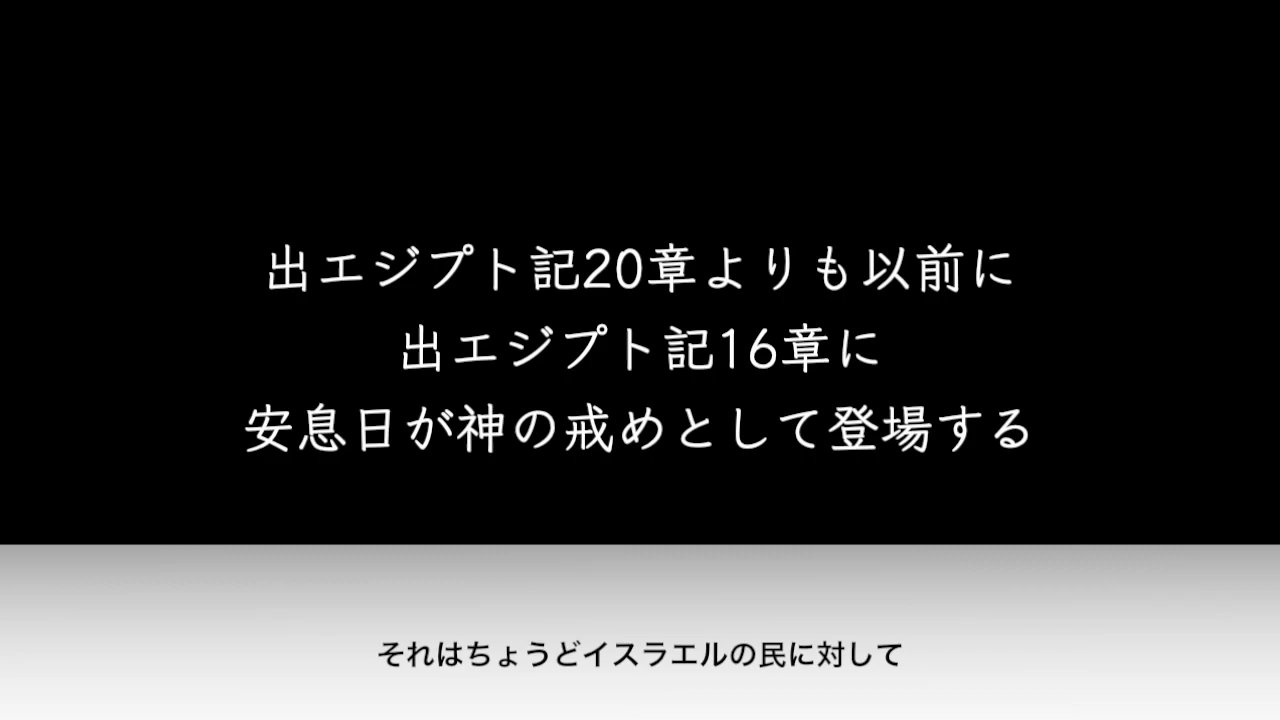 出エジプト記20章よりも以前に
出エジプト記16章に
安息日が神の戒めとして登場する
それはちょうどイスラエルの民に対して